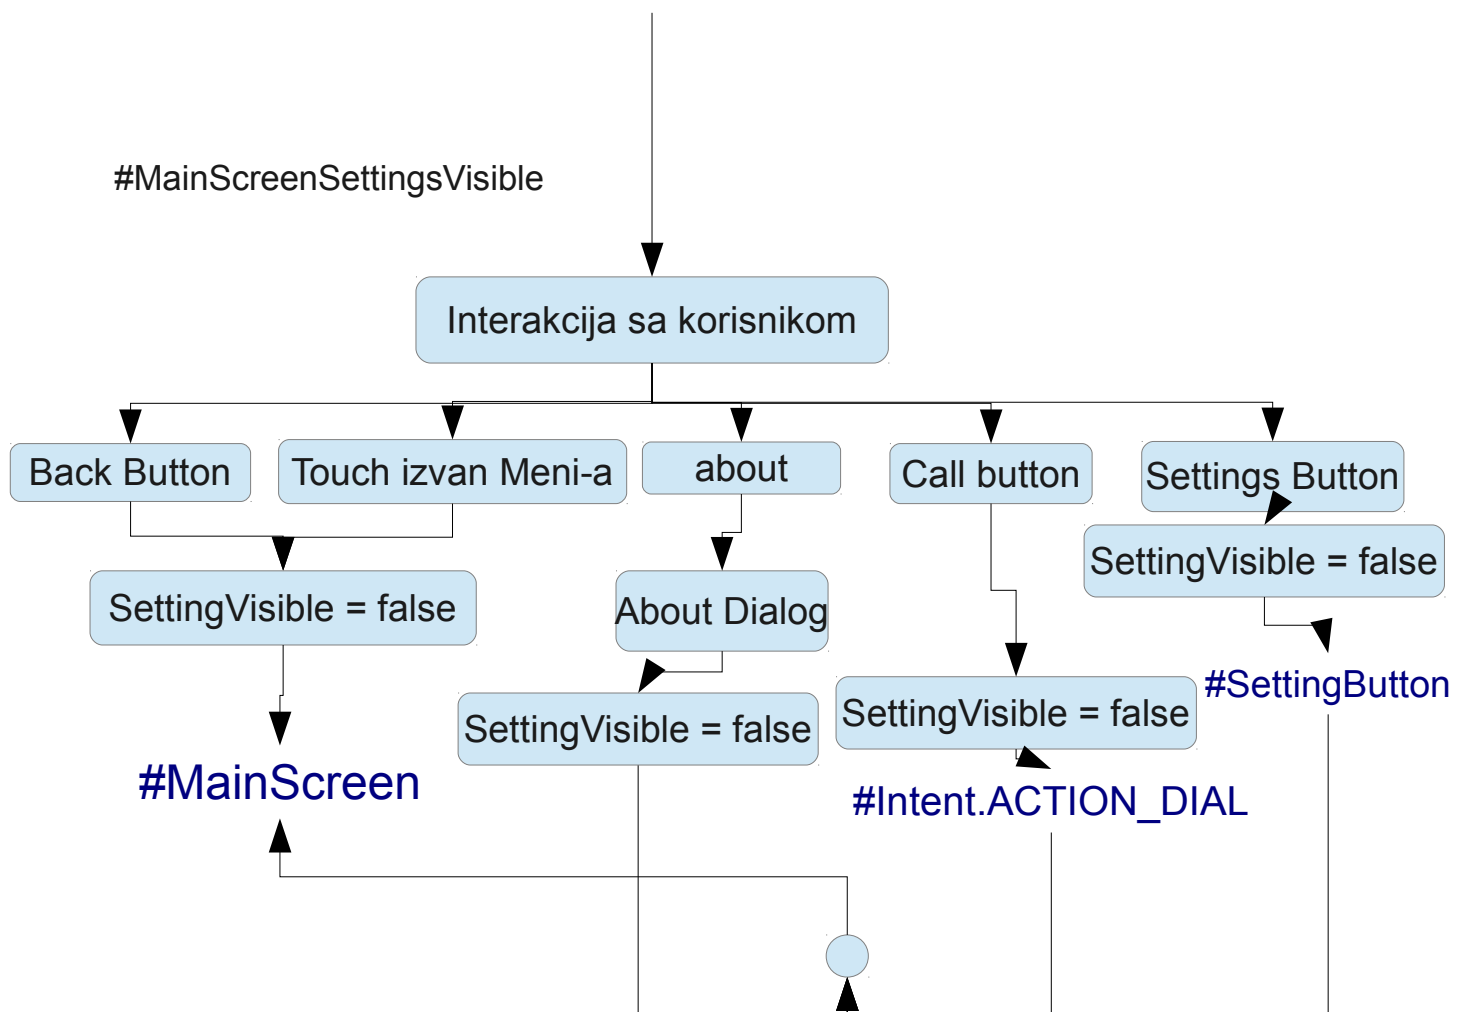 #MainScreenSettingsVisible
Interakcija sa korisnikom
Back Button
Touch izvan Meni-a
about
Call button
Settings Button
SettingVisible = false
SettingVisible = false
About Dialog
#SettingButton
SettingVisible = false
SettingVisible = false
#MainScreen
#Intent.ACTION_DIAL